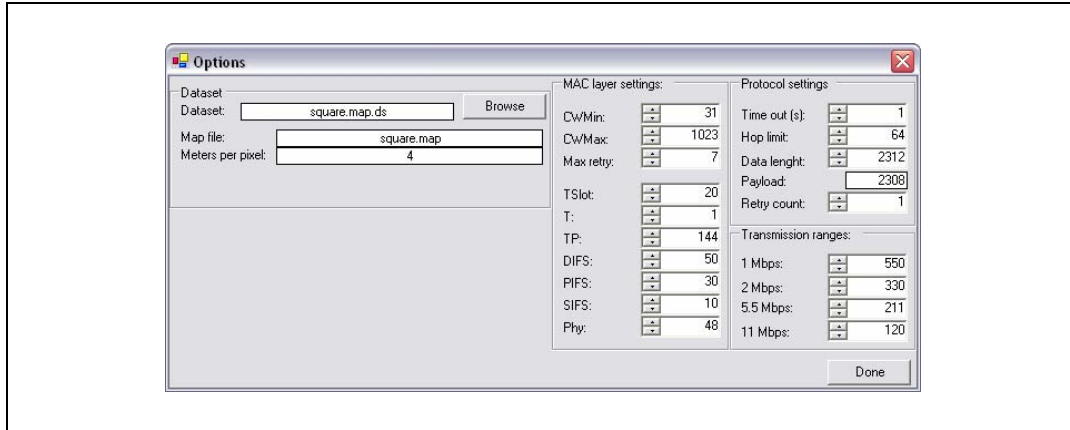 Options
Dataset
Dataset: square.map.ds Browse
Map file: square.map
Meters per pixel: 4
MAC layer settings:
CWMin: 31
CWMax: 1023
Max retry: 7
TSlot: 20
T: 1
TP: 144
DIFS: 50
PIFS: 30
SIFS: 10
Phy: 48
Protocol settings
Time out (s): 1
Hop limit: 64
Data lenght: 2312
Payload: 2308
Retry count: 1
Transmission ranges:
1 Mbps: 550
2 Mbps: 330
5.5 Mbps: 211
11 Mbps: 120
Done